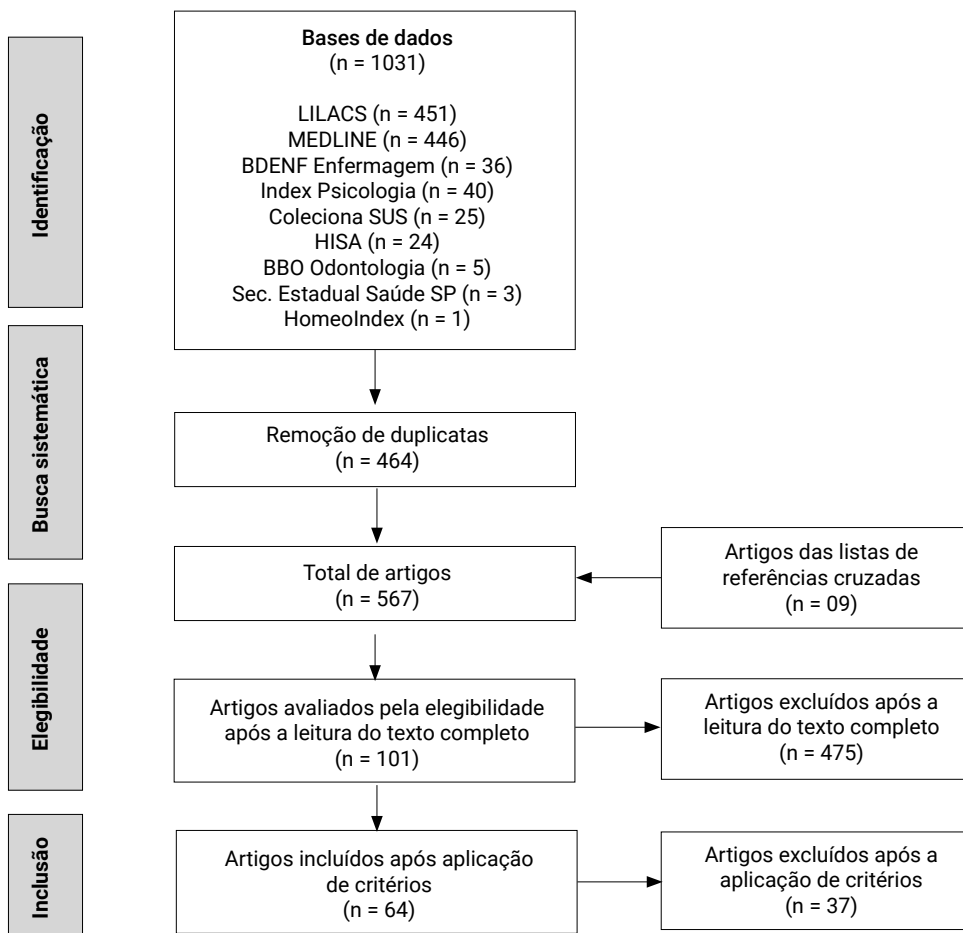 Identificação
Bases de dados
(n = 1031)
LILACS (n = 451)
MEDLINE (n = 446)
BDENF Enfermagem (n = 36)
Index Psicologia (n = 40)
Coleciona SUS (n = 25)
HISA (n = 24)
BBO Odontologia (n = 5)
Sec. Estadual Saúde SP (n = 3)
HomeoIndex (n = 1)
Busca sistemática
Remoção de duplicatas
(n = 464)
Total de artigos
(n = 567)
Artigos das listas de
referências cruzadas
(n = 09)
Elegibilidade
Artigos avaliados pela elegibilidade
após a leitura do texto completo
(n = 101)
Artigos excluídos após a
leitura do texto completo
(n = 475)
Inclusão
Artigos incluídos após aplicação
de critérios
(n = 64)
Artigos excluídos após a
aplicação de critérios
(n = 37)